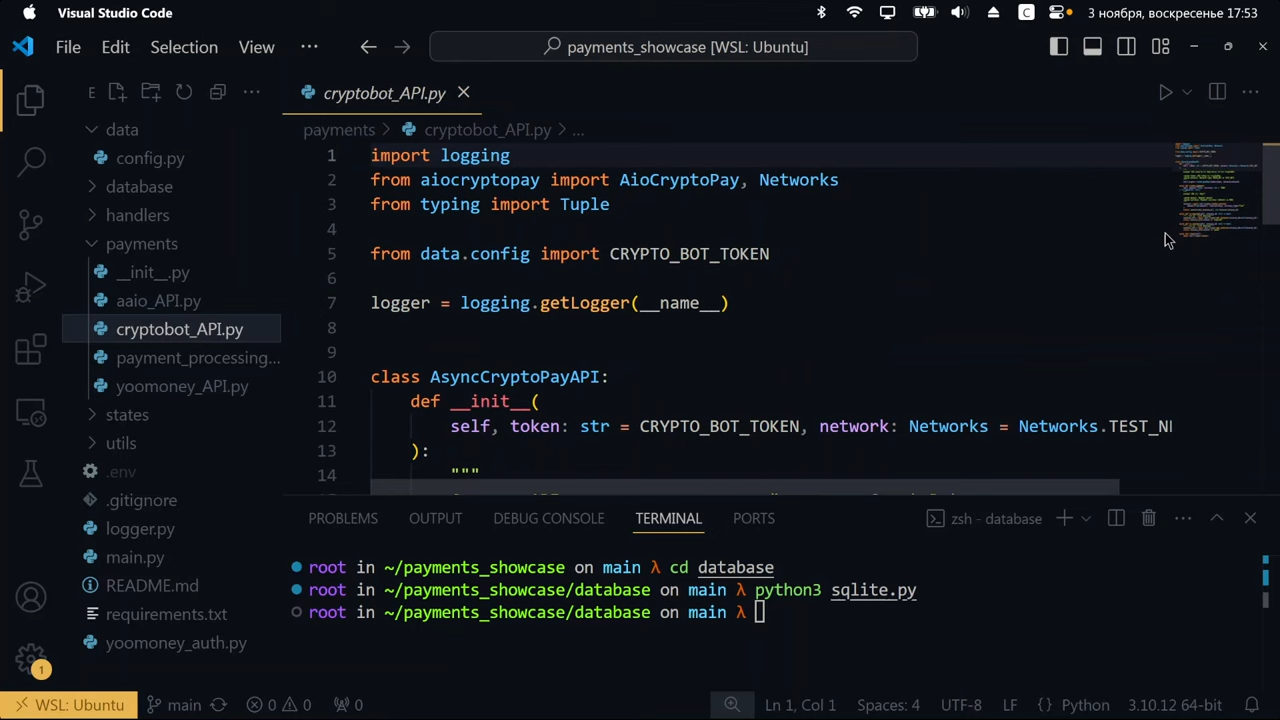 Visual Studio Code
C
3 ноября, воскресенье 17:53
File Edit Selection View ···
payments_showcase [WSL: Ubuntu]
E ···
cryptobot_API.py
data
config.py
database
handlers
payments
__init__.py
aaio_API.py
cryptobot_API.py
payment_processing...
yoomoney_API.py
states
utils
.env
.gitignore
logger.py
main.py
README.md
requirements.txt
yoomoney_auth.py
1
payments > cryptobot_API.py > ...
1 import logging
2 from aiocryptopay import AioCryptoPay, Networks
3 from typing import Tuple
4
5 from data.config import CRYPTO_BOT_TOKEN
6
7 logger = logging.getLogger(__name__)
8
9
10 class AsyncCryptoPayAPI:
11 def __init__(
12 self, token: str = CRYPTO_BOT_TOKEN, network: Networks = Networks.TEST_N
13 ):
14 """
PROBLEMS OUTPUT DEBUG CONSOLE TERMINAL PORTS
zsh - database
root in ~/payments_showcase on main λ cd database
root in ~/payments_showcase/database on main λ python3 sqlite.py
root in ~/payments_showcase/database on main λ
WSL: Ubuntu main 0 0 0 Ln 1, Col 1 Spaces: 4 UTF-8 LF {} Python 3.10.12 64-bit